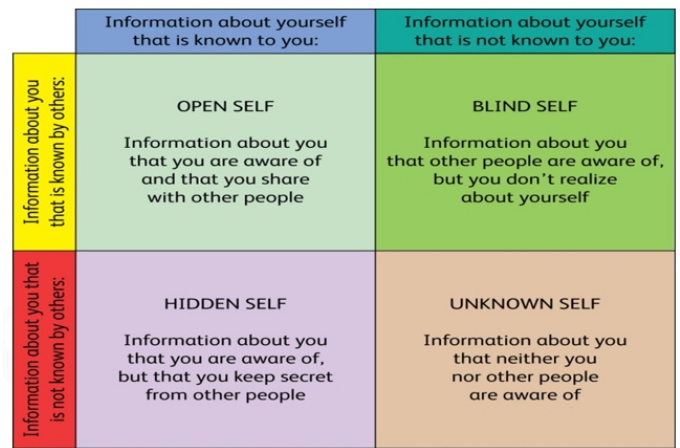 Information about yourself
that is known to you:
Information about yourself
that is not known to you:
Information about you
that is known by others:
OPEN SELF
Information about you
that you are aware of
and that you share
with other people
BLIND SELF
Information about you
that other people are aware of,
but you don't realize
about yourself
Information about you that
is not known by others:
HIDDEN SELF
Information about you
that you are aware of,
but that you keep secret
from other people
UNKNOWN SELF
Information about you
that neither you
nor other people
are aware of